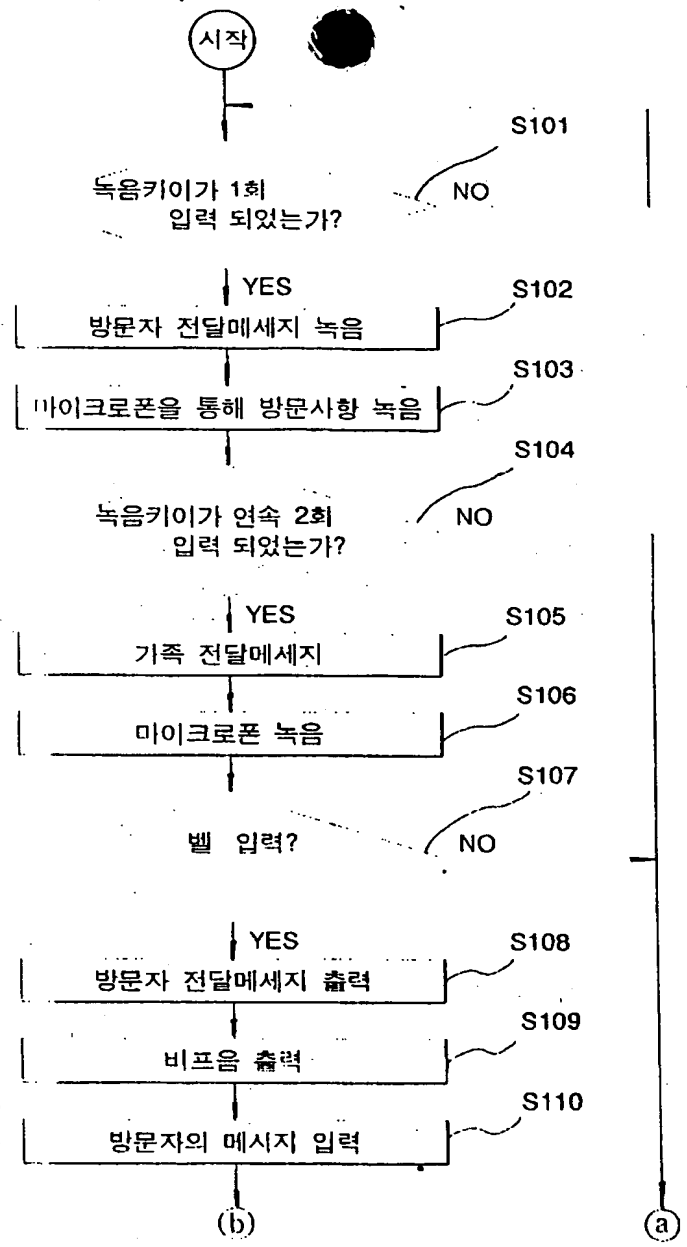 시작
S101
녹음키이가 1회
입력 되었는가?
NO
YES
S102
방문자 전달메세지 녹음
S103
마이크로폰을 통해 방문사항 녹음
S104
녹음키이가 연속 2회
입력 되었는가?
NO
YES
S105
가족 전달메세지
S106
마이크로폰 녹음
S107
벨 입력?
NO
YES
S108
방문자 전달메세지 출력
S109
비프음 출력
S110
방문자의 메시지 입력
(b)
(a)